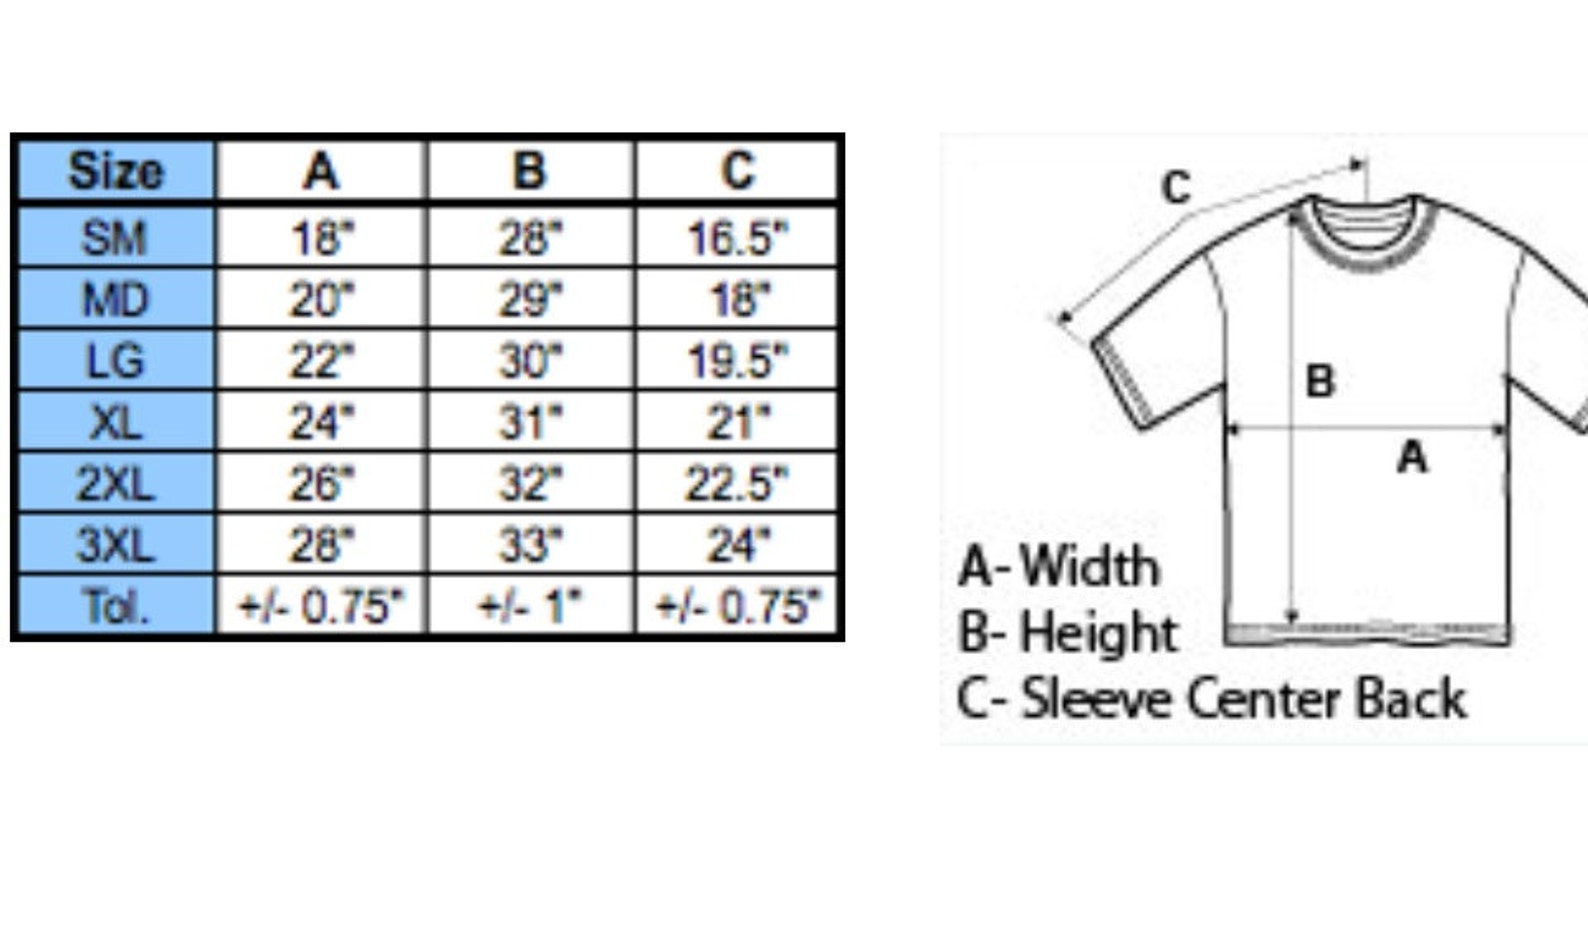 Size A B C
SM 18" 28" 16.5"
MD 20" 29" 18"
LG 22" 30" 19.5"
XL 24" 31" 21"
2XL 26" 32" 22.5"
3XL 28" 33" 24"
Tol. +/- 0.75" +/- 1" +/- 0.75"
C
B
A
A- Width
B- Height
C- Sleeve Center Back